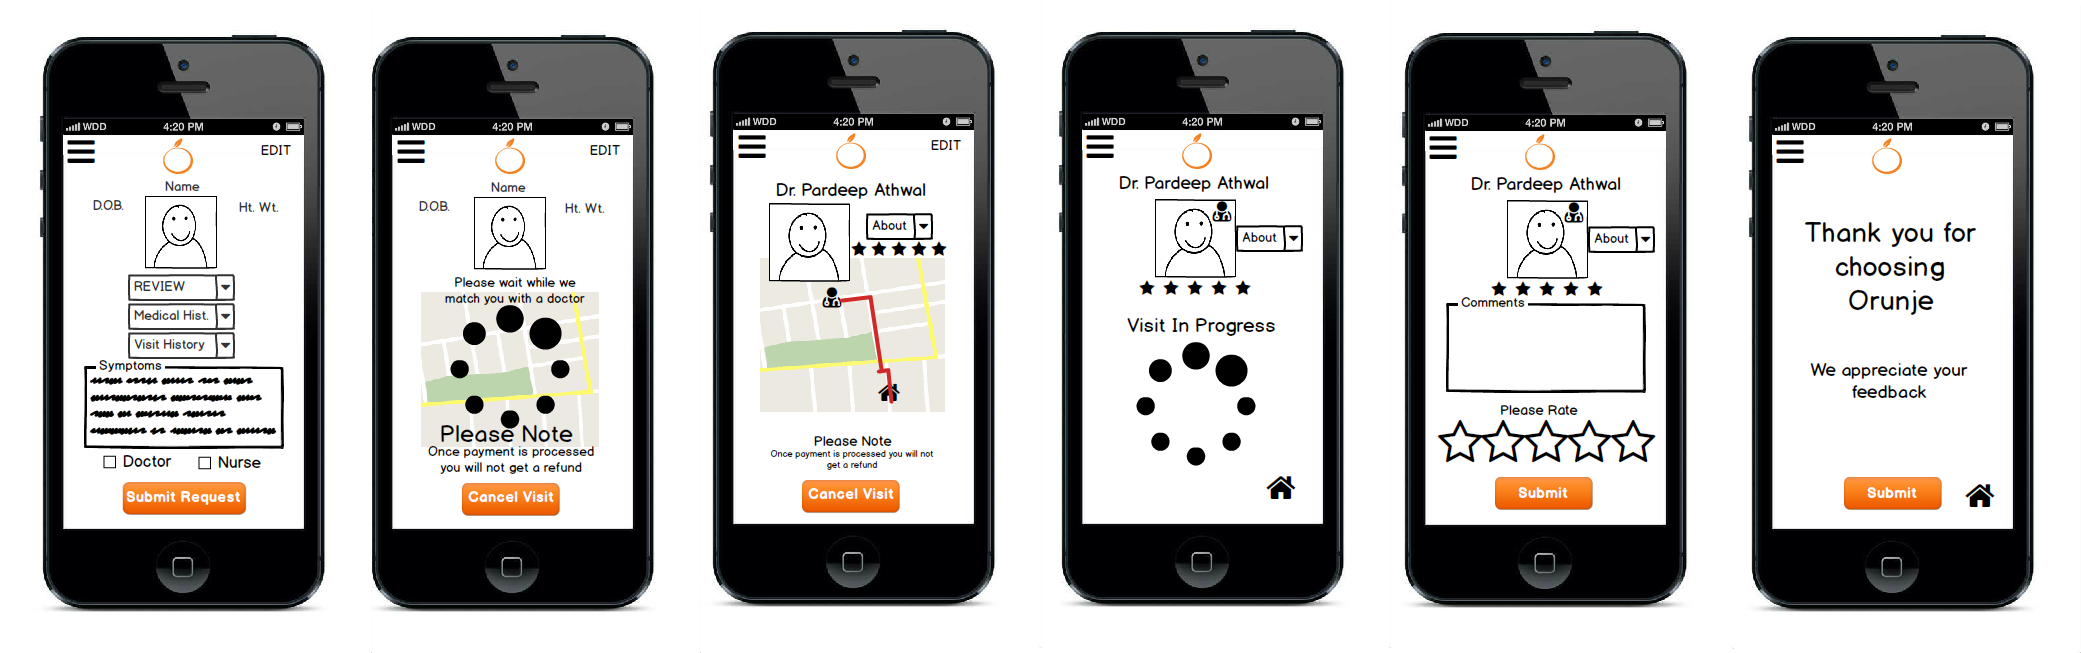 WDD 4:20 PM
EDIT
Name
D.O.B.
Ht. Wt.
REVIEW
Medical Hist.
Visit History
Symptoms
Doctor Nurse
Submit Request
WDD 4:20 PM
EDIT
Name
D.O.B.
Ht. Wt.
Please wait while we
match you with a doctor
Please Note
Once payment is processed
you will not get a refund
Cancel Visit
WDD 4:20 PM
EDIT
Dr. Pardeep Athwal
About
Please Note
Once payment is processed you will not
get a refund
Cancel Visit
WDD 4:20 PM
Dr. Pardeep Athwal
About
Visit In Progress
WDD 4:20 PM
Dr. Pardeep Athwal
About
Comments
Please Rate
Submit
WDD 4:20 PM
Thank you for
choosing
Orunje
We appreciate your
feedback
Submit